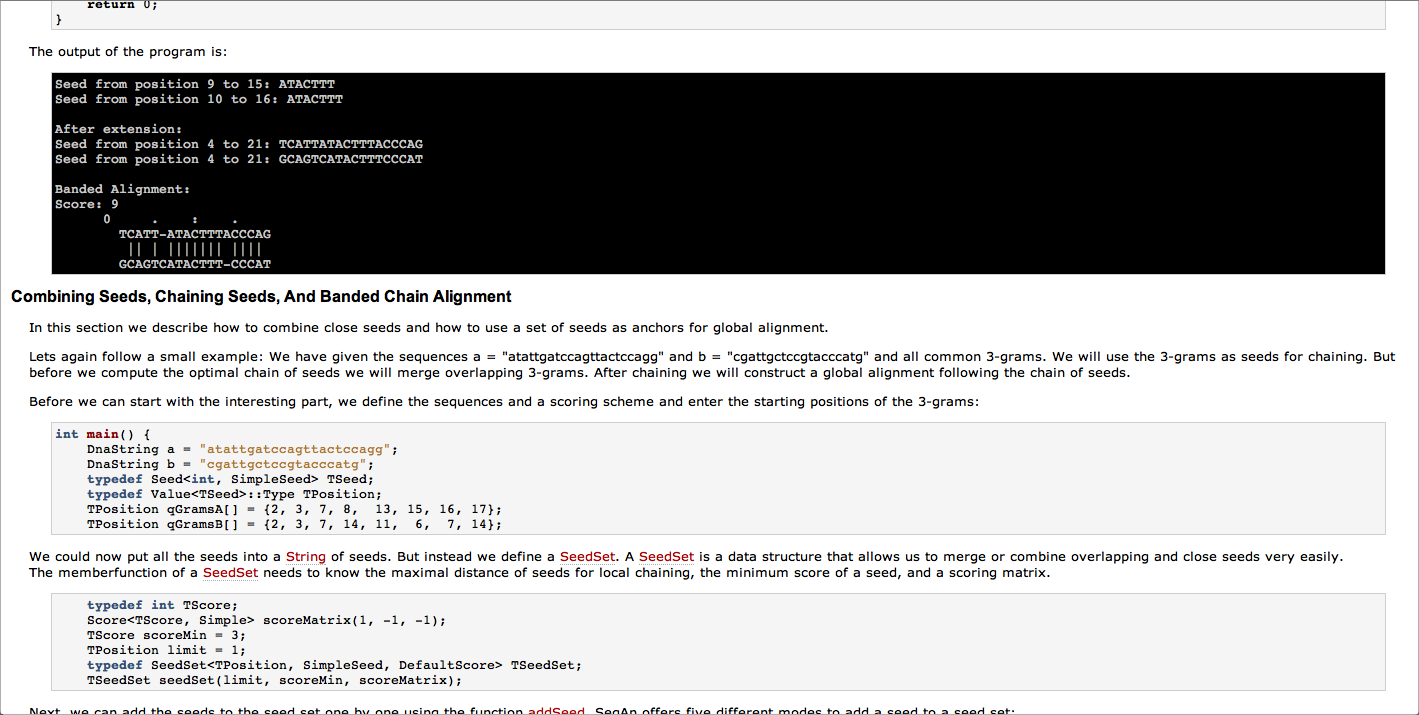 return 0;
}
The output of the program is:
Seed from position 9 to 15: ATACTTT
Seed from position 10 to 16: ATACTTT
After extension:
Seed from position 4 to 21: TCATTATACTTTACCCAG
Seed from position 4 to 21: GCAGTCATACTTTCCCAT
Banded Alignment:
Score: 9
0     .    :    .
TCATT-ATACTTTACCCAG
|| | ||||||| ||||
GCAGTCATACTTT-CCCAT
Combining Seeds, Chaining Seeds, And Banded Chain Alignment
In this section we describe how to combine close seeds and how to use a set of seeds as anchors for global alignment.
Lets again follow a small example: We have given the sequences a = "atattgatccagttactccagg" and b = "cgattgctccgtacccatg" and all common 3-grams. We will use the 3-grams as seeds for chaining. But
before we compute the optimal chain of seeds we will merge overlapping 3-grams. After chaining we will construct a global alignment following the chain of seeds.
Before we can start with the interesting part, we define the sequences and a scoring scheme and enter the starting positions of the 3-grams:
int main() {
DnaString a = "atattgatccagttactccagg";
DnaString b = "cgattgctccgtacccatg";
typedef Seed<int, SimpleSeed> TSeed;
typedef Value<TSeed>::Type TPosition;
TPosition qGramsA[] = {2, 3, 7, 8,  13, 15, 16, 17};
TPosition qGramsB[] = {2, 3, 7, 14, 11,  6,  7, 14};
We could now put all the seeds into a String of seeds. But instead we define a SeedSet. A SeedSet is a data structure that allows us to merge or combine overlapping and close seeds very easily.
The memberfunction of a SeedSet needs to know the maximal distance of seeds for local chaining, the minimum score of a seed, and a scoring matrix.
typedef int TScore;
Score<TScore, Simple> scoreMatrix(1, -1, -1);
TScore scoreMin = 3;
TPosition limit = 1;
typedef SeedSet<TPosition, SimpleSeed, DefaultScore> TSeedSet;
TSeedSet seedSet(limit, scoreMin, scoreMatrix);
Next, we can add the seeds to the seed set one by one using the function addSeed. SeqAn offers five different modes to add a seed to a seed set: